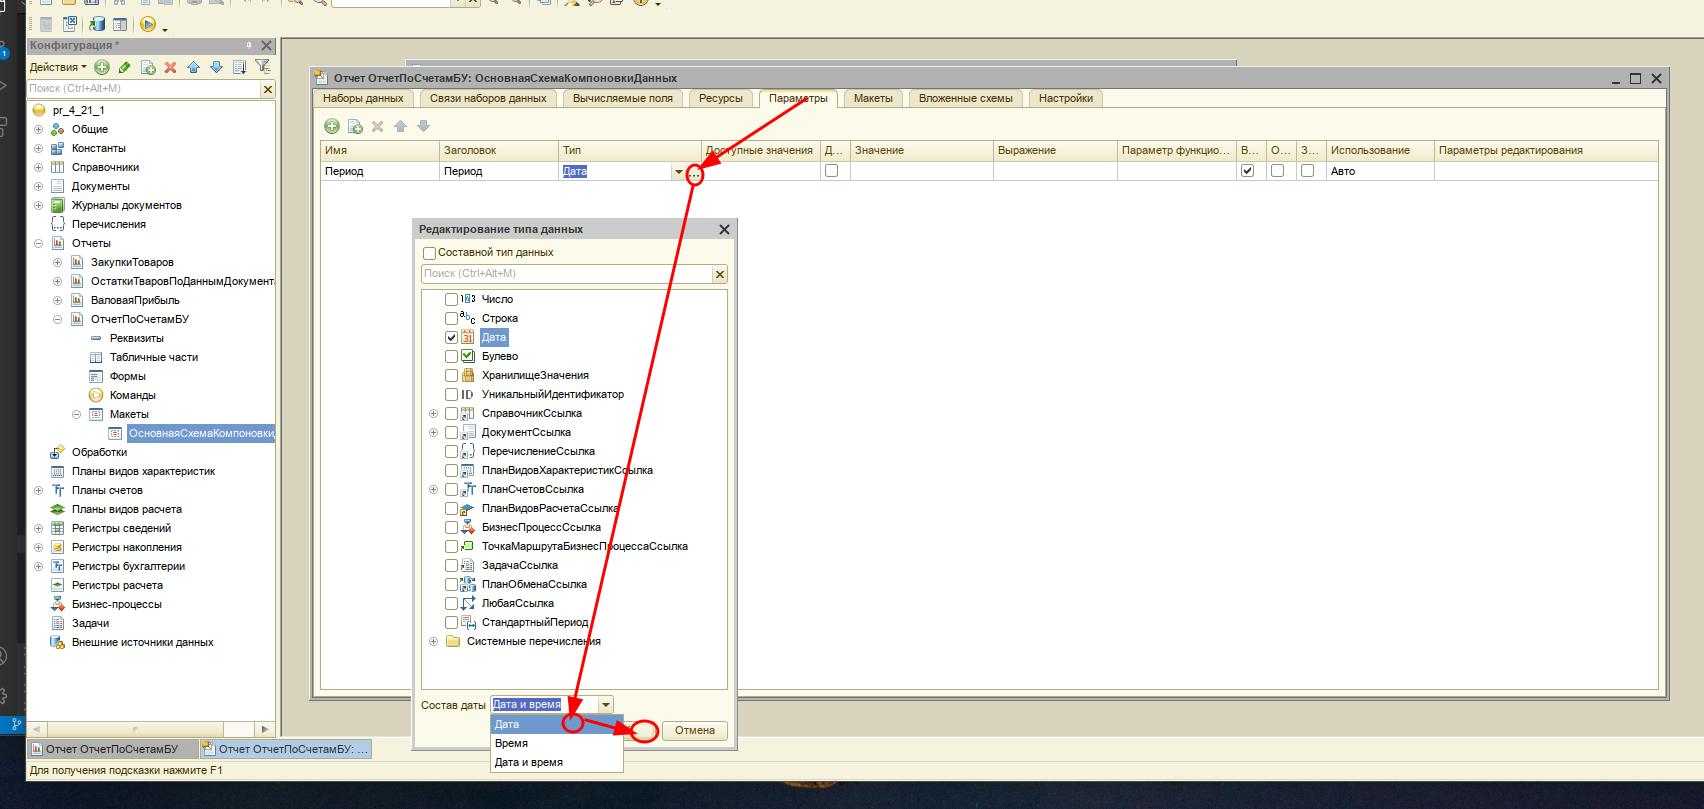 Конфигурация *
Действия
Поиск (Ctrl+Alt+M)
pr_4_21_1
Общие
Константы
Справочники
Документы
Журналы документов
Перечисления
Отчеты
ЗакупкиТоваров
ОстаткиТваровПоДаннымДокумент
ВаловаяПрибыль
ОтчетПоСчетамБУ
Реквизиты
Табличные части
Формы
Команды
Макеты
ОсновнаяСхемаКомпоновки
Обработки
Планы видов характеристик
Планы счетов
Планы видов расчета
Регистры сведений
Регистры накопления
Регистры бухгалтерии
Регистры расчета
Бизнес-процессы
Задачи
Внешние источники данных
Отчет ОтчетПоСчетамБУ: ОсновнаяСхемаКомпоновкиДанных
Наборы данных Связи наборов данных Вычисляемые поля Ресурсы Параметры Макеты Вложенные схемы Настройки
Имя Заголовок Тип Доступные значения Д... Значение Выражение Параметр функцио... В... О... З... Использование Параметры редактирования
Период Период Дата ... Авто
Редактирование типа данных
Составной тип данных
Поиск (Ctrl+Alt+M)
Число
Строка
Дата
Булево
ХранилищеЗначения
УникальныйИдентификатор
СправочникСсылка
ДокументСсылка
ПеречислениеСсылка
ПланВидовХарактеристикСсылка
ПланСчетовСсылка
ПланВидовРасчетаСсылка
БизнесПроцессСсылка
ТочкаМаршрутаБизнесПроцессаСсылка
ЗадачаСсылка
ПланОбменаСсылка
ЛюбаяСсылка
СтандартныйПериод
Системные перечисления
Состав даты Дата и время
Дата
Время
Дата и время
Отмена
Отчет ОтчетПоСчетамБУ Отчет ОтчетПоСчетамБУ: ...
Для получения подсказки нажмите F1